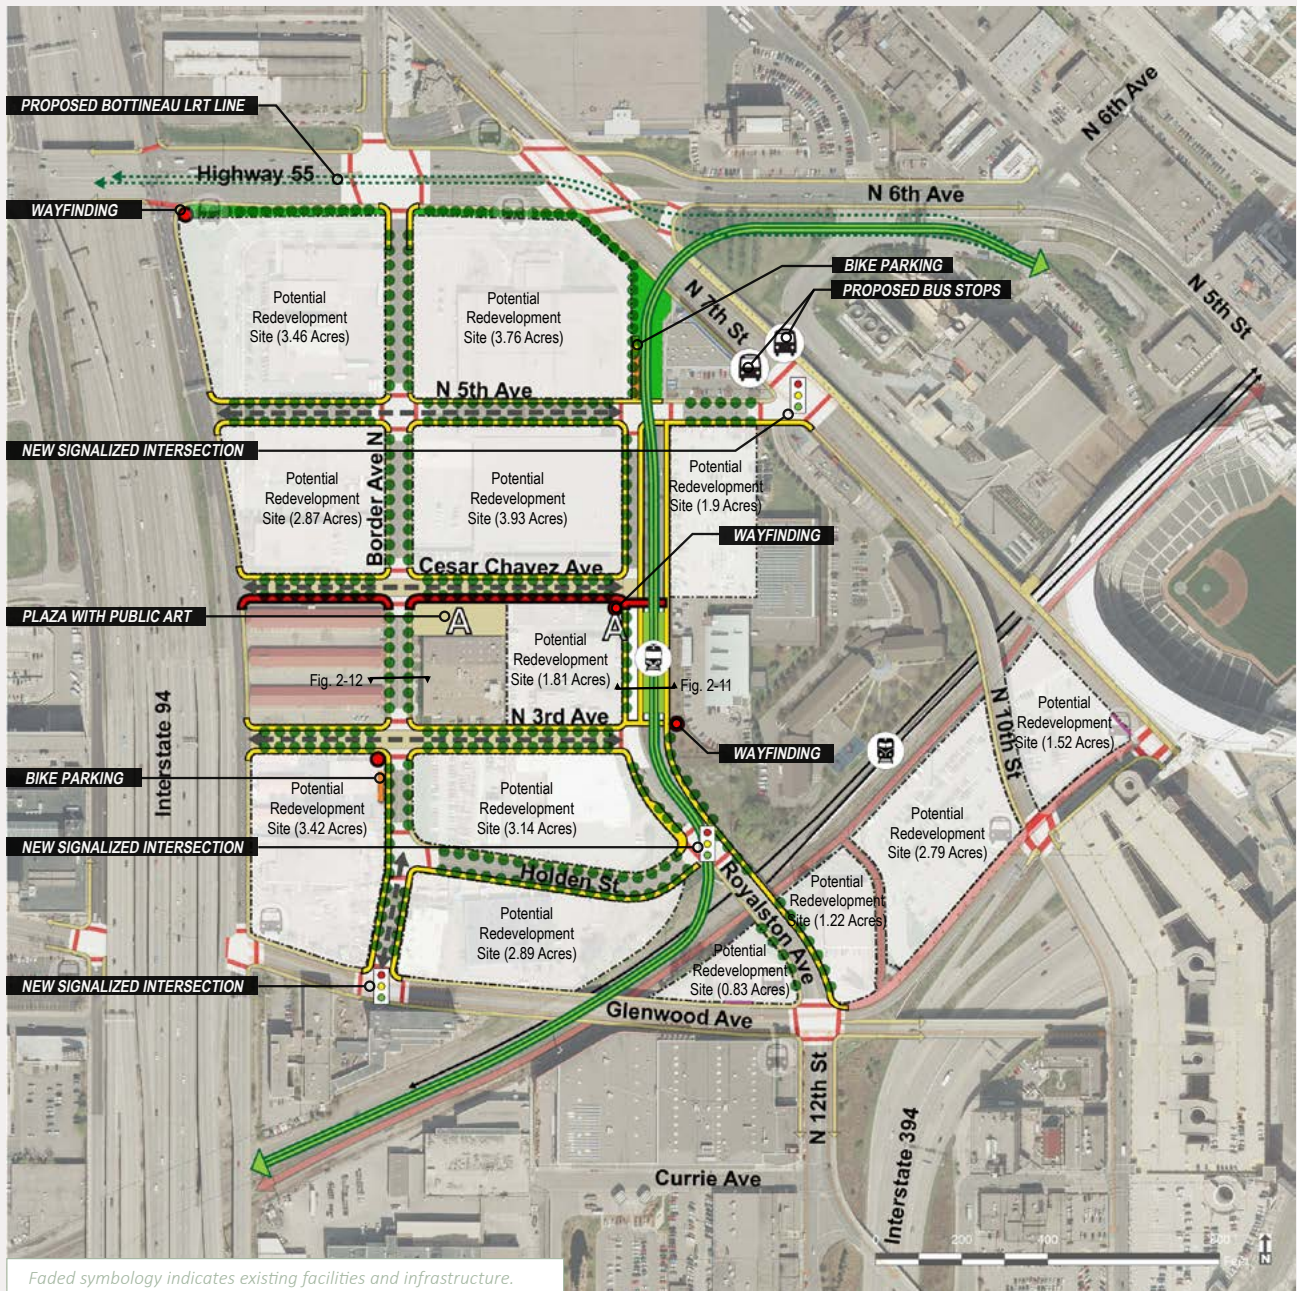 N 6th Ave
PROPOSED BOTTINEAU LRT LINE
Highway 55
N 6th Ave
WAYFINDING
BIKE PARKING
PROPOSED BUS STOPS
N 5th St
N 7th St
Potential
Redevelopment
Site (3.46 Acres)
Potential
Redevelopment
Site (3.76 Acres)
N 5th Ave
NEW SIGNALIZED INTERSECTION
Border Ave N
Potential
Redevelopment
Site (2.87 Acres)
Potential
Redevelopment
Site (3.93 Acres)
Potential
Redevelopment
Site (1.9 Acres)
WAYFINDING
Cesar Chavez Ave
PLAZA WITH PUBLIC ART
A
A
Potential
Redevelopment
Site (1.81 Acres)
Fig. 2-12
Fig. 2-11
N 3rd Ave
Interstate 94
WAYFINDING
N 10th St
Potential
Redevelopment
Site (1.52 Acres)
BIKE PARKING
Potential
Redevelopment
Site (3.42 Acres)
Potential
Redevelopment
Site (3.14 Acres)
Potential
Redevelopment
Site (2.79 Acres)
NEW SIGNALIZED INTERSECTION
Holden St
Royalston Ave
Potential
Redevelopment
Site (1.22 Acres)
Potential
Redevelopment
Site (2.89 Acres)
Potential
Redevelopment
Site (0.83 Acres)
NEW SIGNALIZED INTERSECTION
Glenwood Ave
N 12th St
Interstate 394
Currie Ave
0 200 400 800
Feet
N
Faded symbology indicates existing facilities and infrastructure.